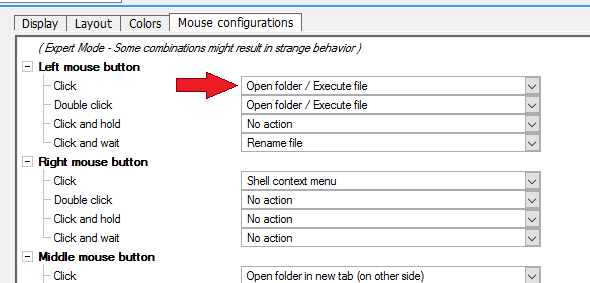 Display Layout Colors Mouse configurations
( Expert Mode - Some combinations might result in strange behavior )
Left mouse button
Click Open folder / Execute file
Double click Open folder / Execute file
Click and hold No action
Click and wait Rename file
Right mouse button
Click Shell context menu
Double click No action
Click and hold No action
Click and wait No action
Middle mouse button
Click Open folder in new tab (on other side)